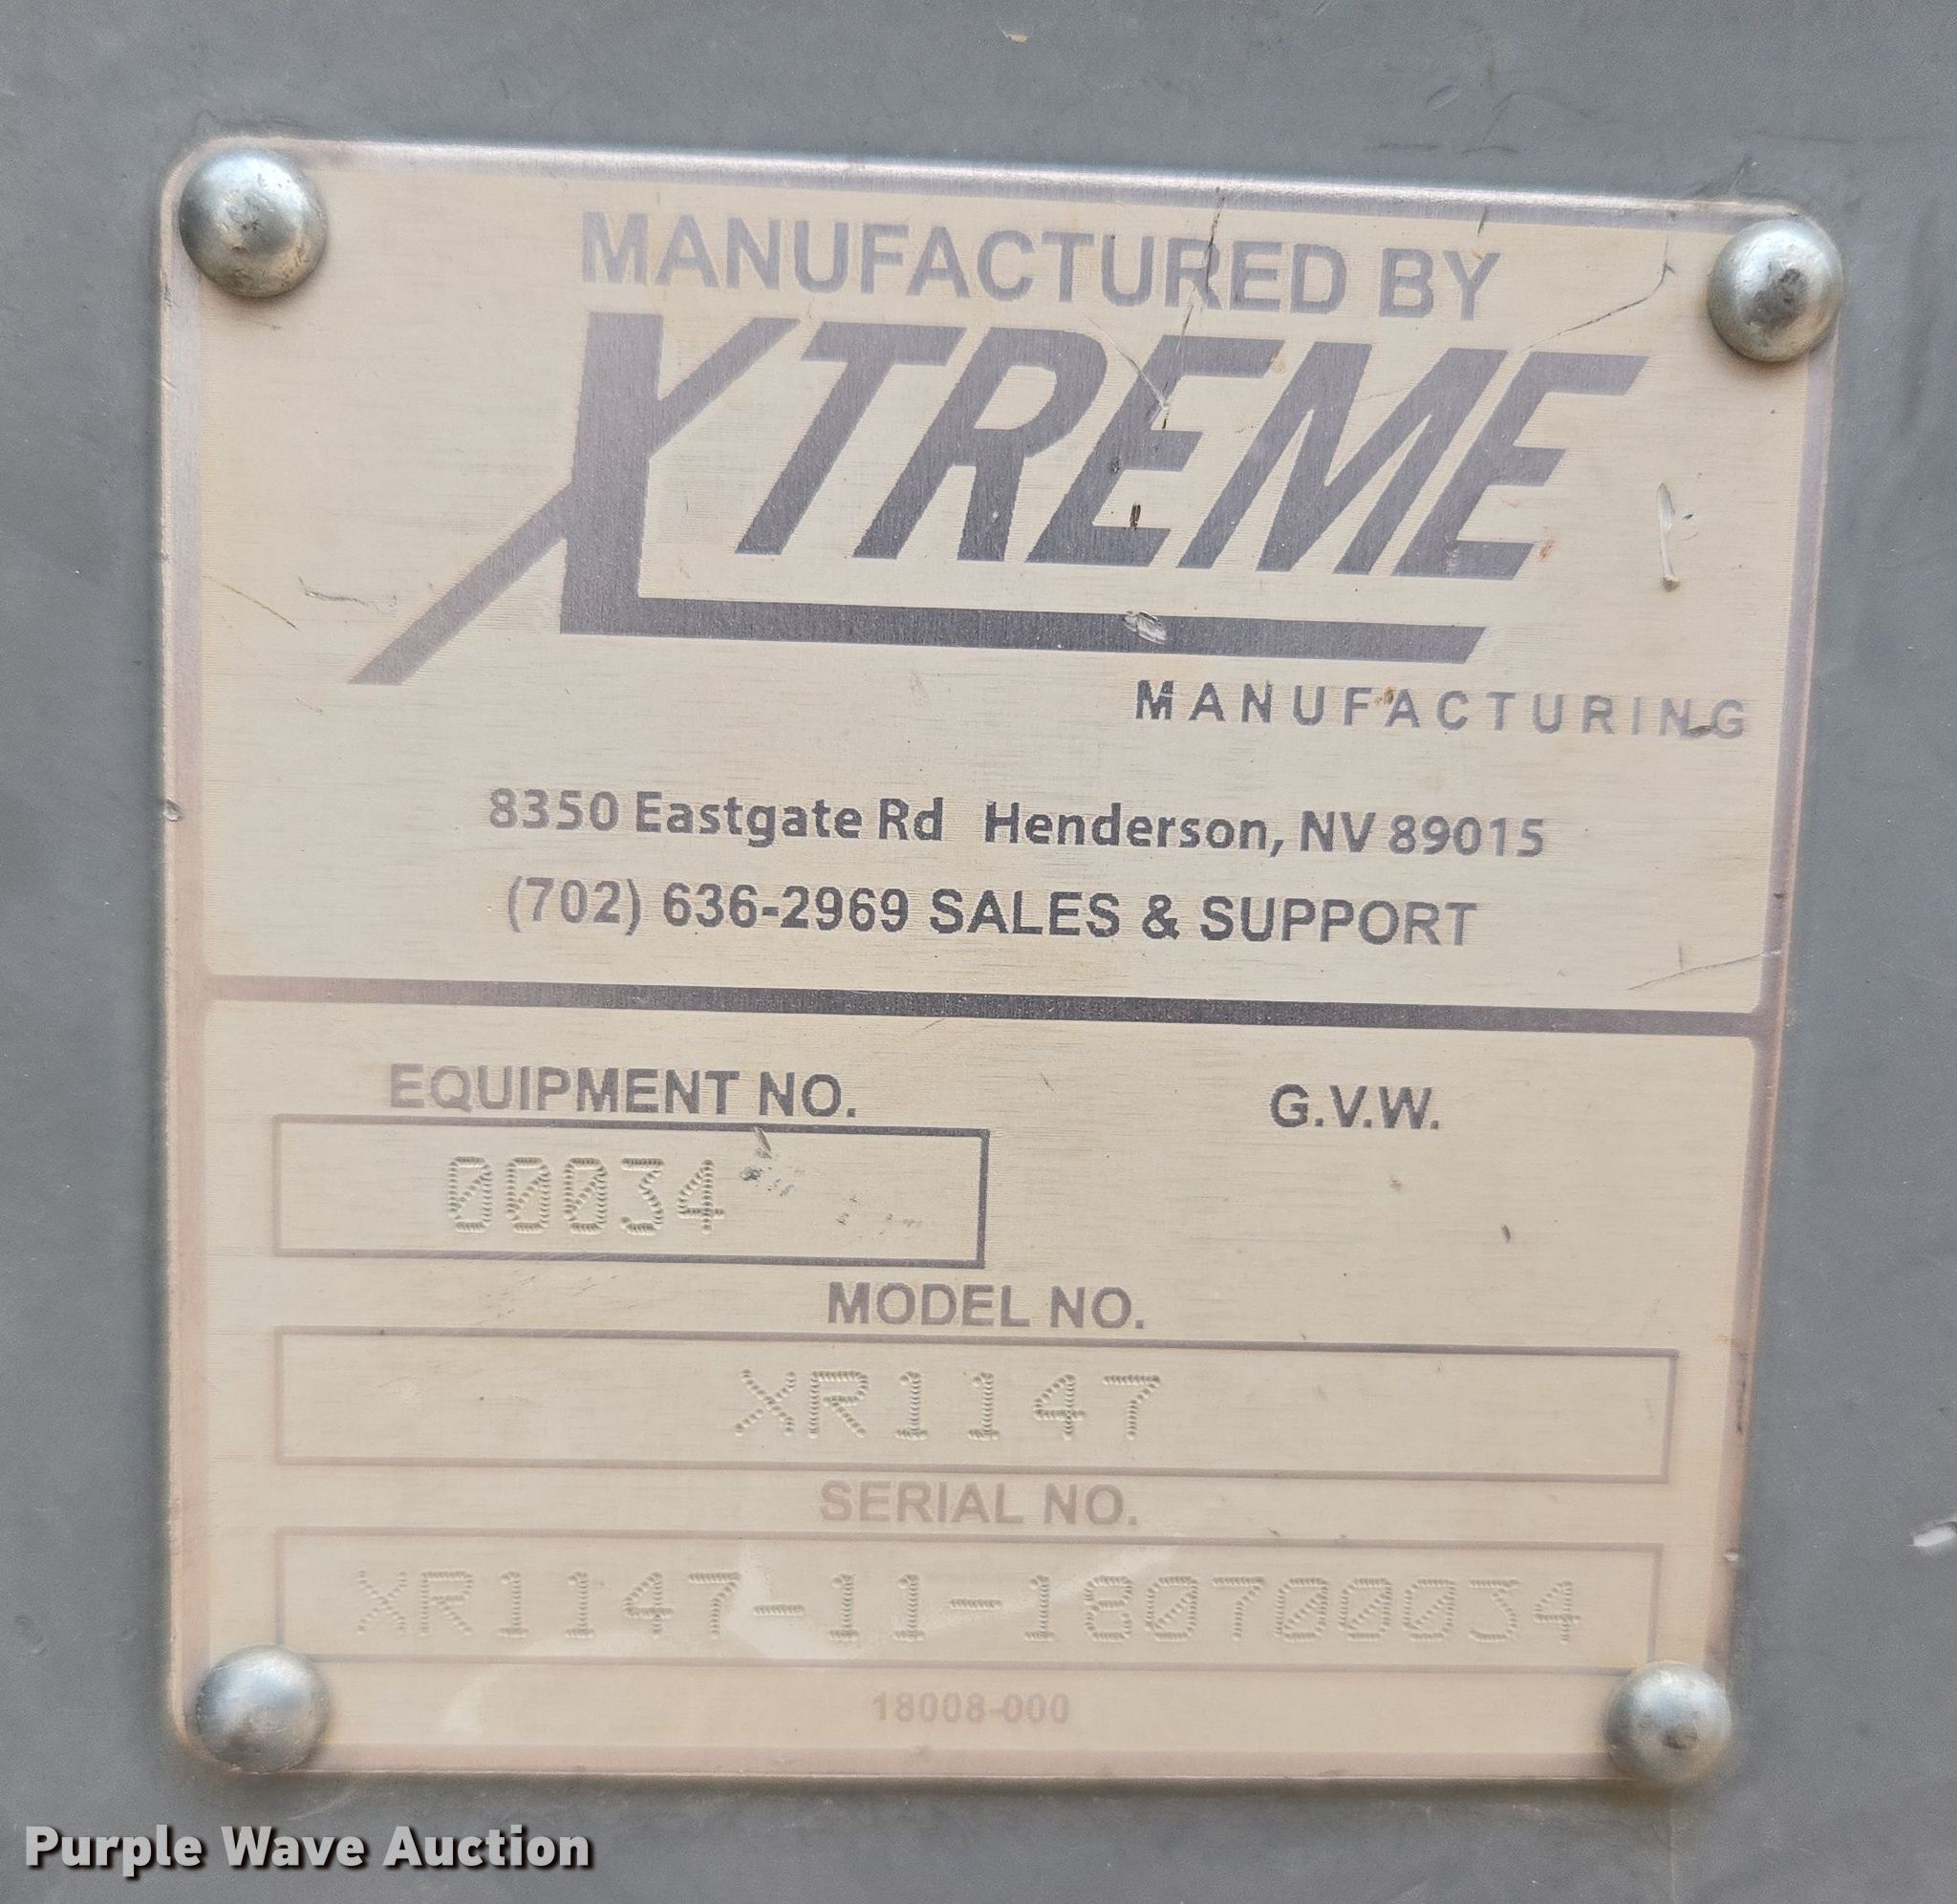 MANUFACTURED BY
XTREME
MANUFACTURING
8350 Eastgate Rd Henderson, NV 89015
(702) 636-2969 SALES & SUPPORT
EQUIPMENT NO. G.V.W.
00034
MODEL NO.
XR1147
SERIAL NO.
XR1147-11-180700034
18008-000
Purple Wave Auction